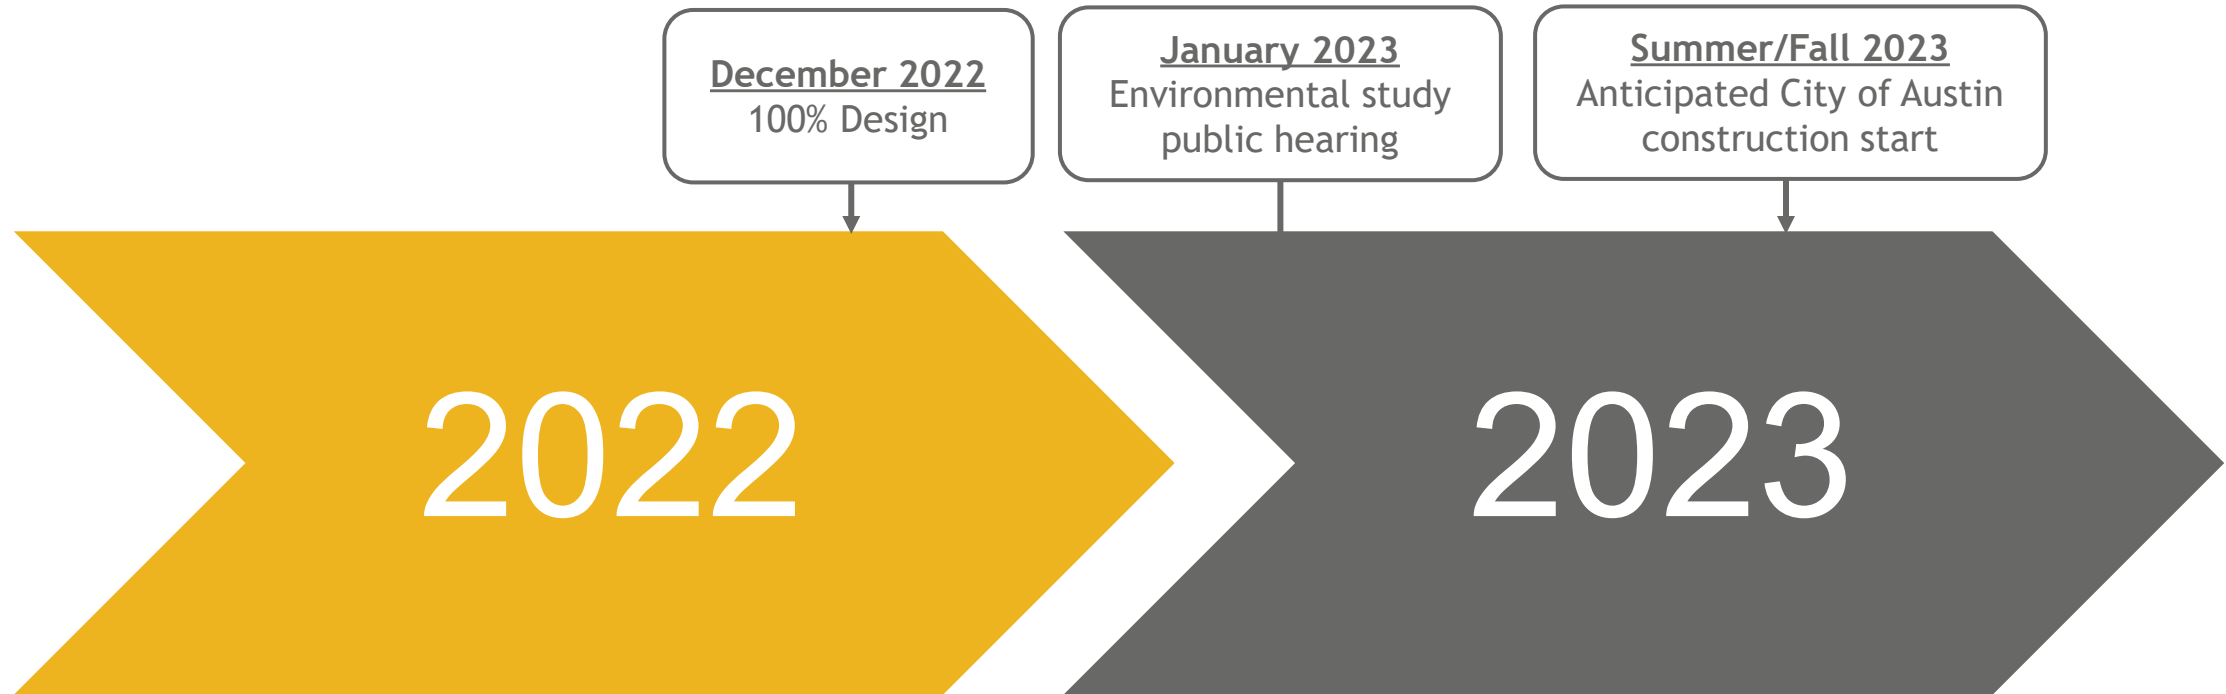 December 2022
100% Design
January 2023
Environmental study
public hearing
Summer/Fall 2023
Anticipated City of Austin
construction start
2022
2023